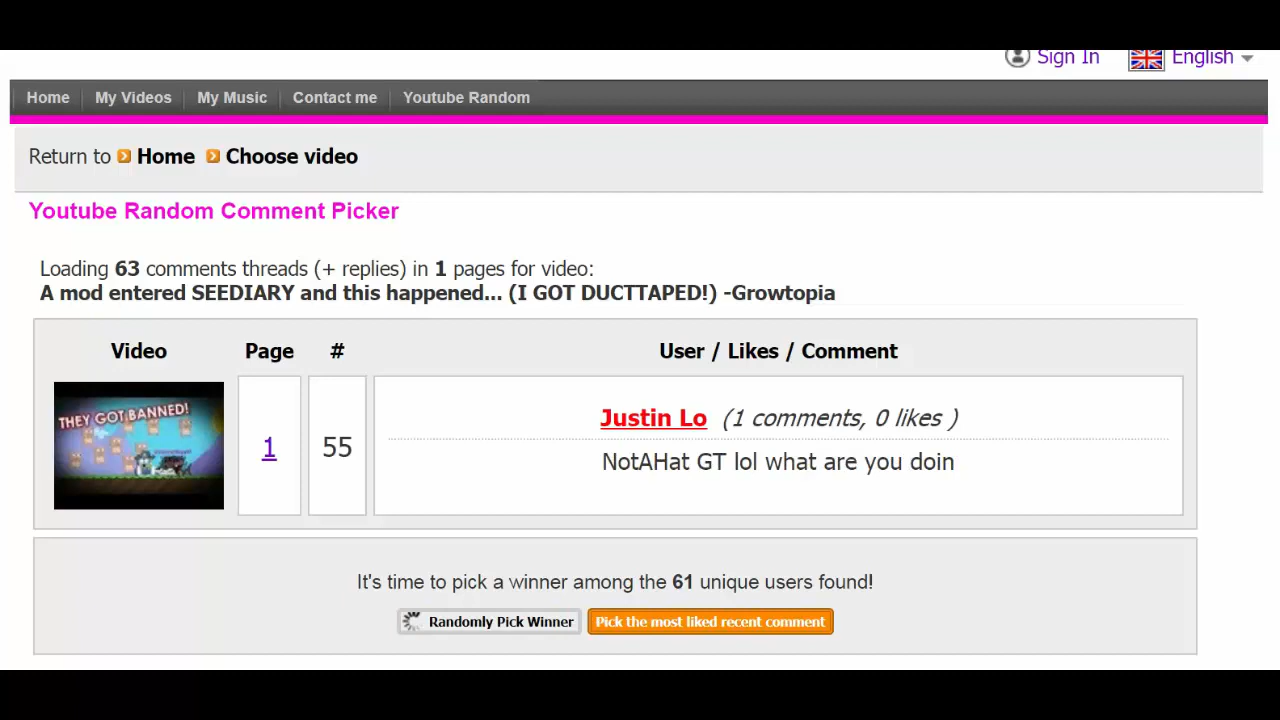 Sign In English
Home My Videos My Music Contact me Youtube Random
Return to Home Choose video
Youtube Random Comment Picker
Loading 63 comments threads (+ replies) in 1 pages for video:
A mod entered SEEDIARY and this happened... (I GOT DUCTTAPED!) -Growtopia
Video Page # User / Likes / Comment
THEY GOT BANNED!
1 55
Justin Lo (1 comments, 0 likes )
NotAHat GT lol what are you doin
It's time to pick a winner among the 61 unique users found!
Randomly Pick Winner Pick the most liked recent comment